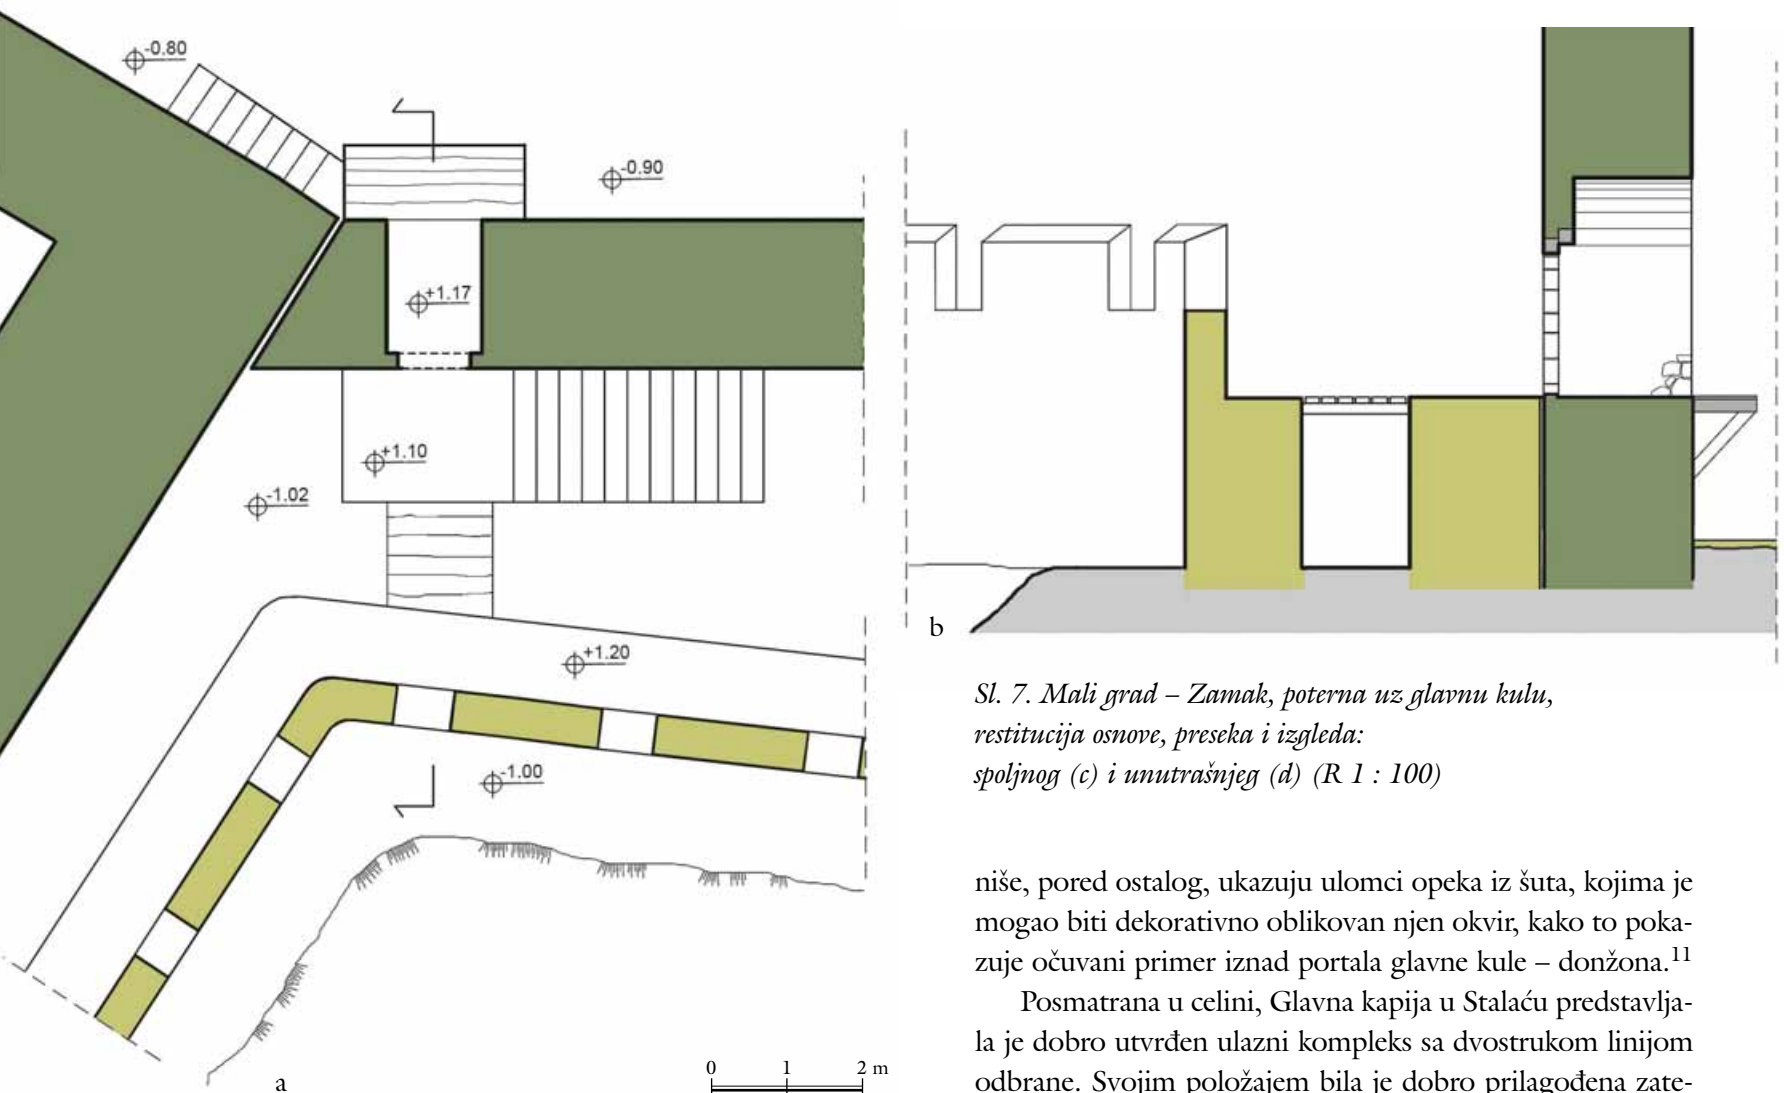 -0.80
-0.90
+1.17
+1.10
-1.02
+1.20
-1.00
0 1 2 m
a
b
Sl. 7. Mali grad – Zamak, poterna uz glavnu kulu,
restitucija osnove, preseka i izgleda:
spoljnog (c) i unutrašnjeg (d) (R 1 : 100)
niše, pored ostalog, ukazuju ulomci opeka iz šuta, kojima je
mogao biti dekorativno oblikovan njen okvir, kako to poka-
zuje očuvani primer iznad portala glavne kule – donžona.11
Posmatrana u celini, Glavna kapija u Stalaću predstavlja-
la je dobro utvrđen ulazni kompleks sa dvostrukom linijom
odbrane. Svojim položajem bila je dobro prilagođena zate-